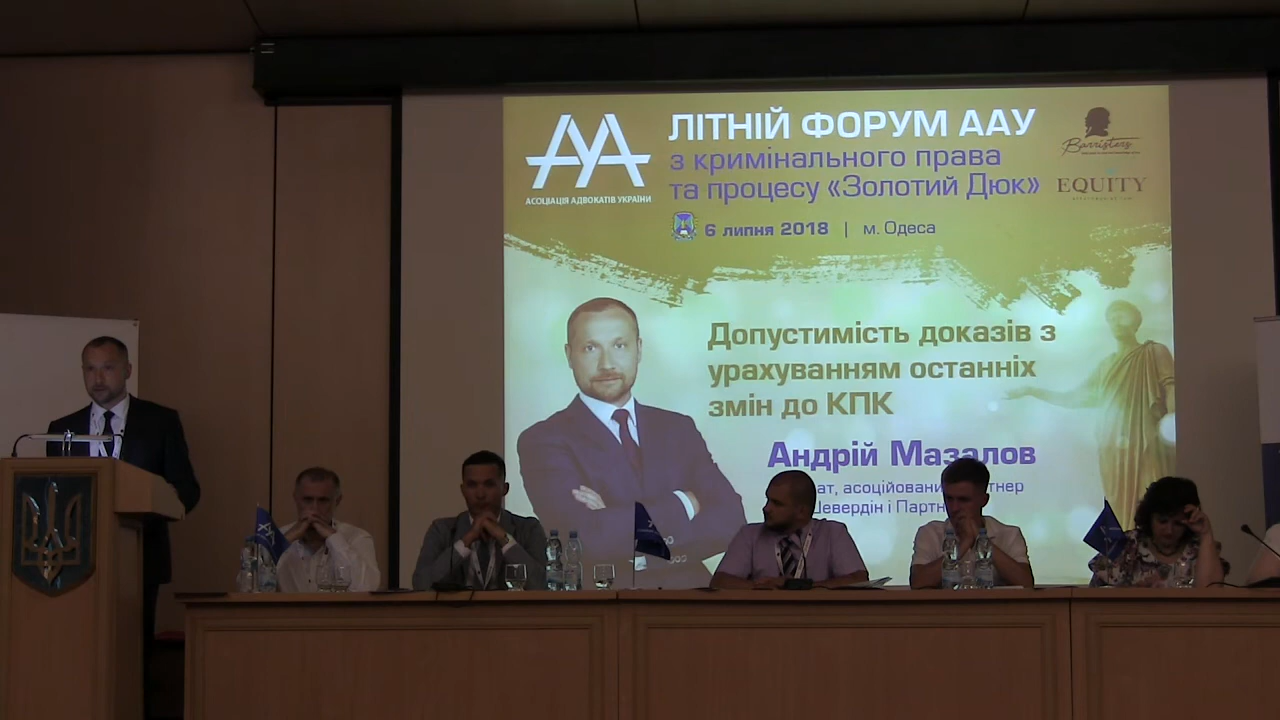 АСОЦІАЦІЯ АДВОКАТІВ УКРАЇНИ
ЛІТНІЙ ФОРУМ ААУ
з кримінального права
та процесу «Золотий Дюк»
6 липня 2018 | м. Одеса
Barristers
EQUITY
Допустимість доказів з
урахуванням останніх
змін до КПК
Андрій Мазалов
асоційован